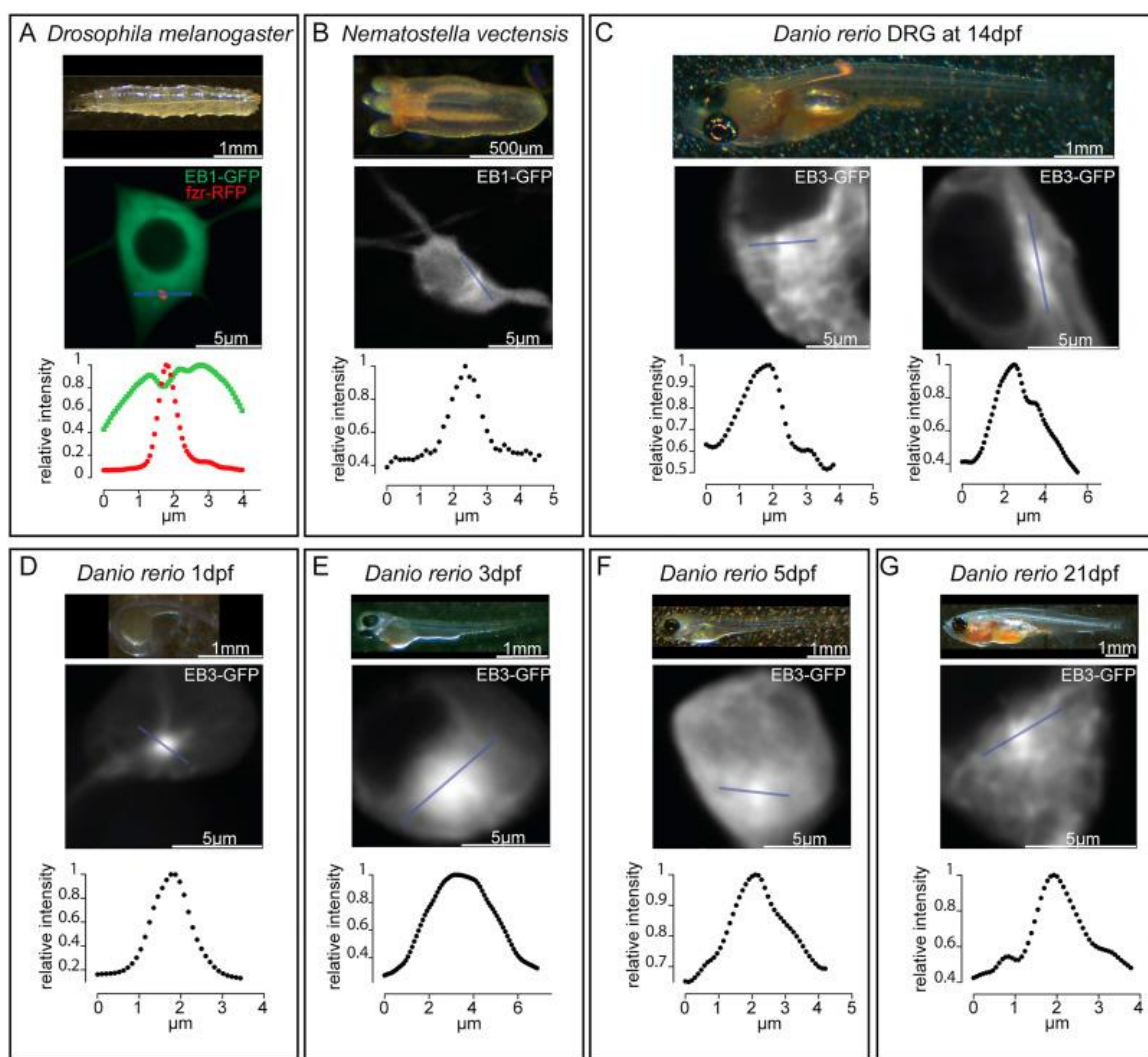 A Drosophila melanogaster
1mm
EB1-GFP
fzr-RFP
5µm
relative intensity
1
0.8
0.6
0.4
0.2
0
0 1 2 3 4
µm
B Nematostella vectensis
500µm
EB1-GFP
5µm
relative intensity
1
0.8
0.6
0.4
0 1 2 3 4 5
µm
C Danio rerio DRG at 14dpf
1mm
EB3-GFP
5µm
relative intensity
1
0.9
0.8
0.7
0.6
0.5
0 1 2 3 4 5
µm
EB3-GFP
5µm
relative intensity
1
0.8
0.6
0.4
0 2 4 6
µm
D Danio rerio 1dpf
1mm
EB3-GFP
5µm
relative intensity
1
0.8
0.6
0.4
0.2
0 1 2 3 4
µm
E Danio rerio 3dpf
1mm
EB3-GFP
5µm
relative intensity
1
0.8
0.6
0.4
0 2 4 6
µm
F Danio rerio 5dpf
1mm
EB3-GFP
5µm
relative intensity
1
0.9
0.8
0.7
0 1 2 3 4 5
µm
G Danio rerio 21dpf
1mm
EB3-GFP
5µm
relative intensity
1
0.8
0.6
0.4
0 1 2 3 4
µm